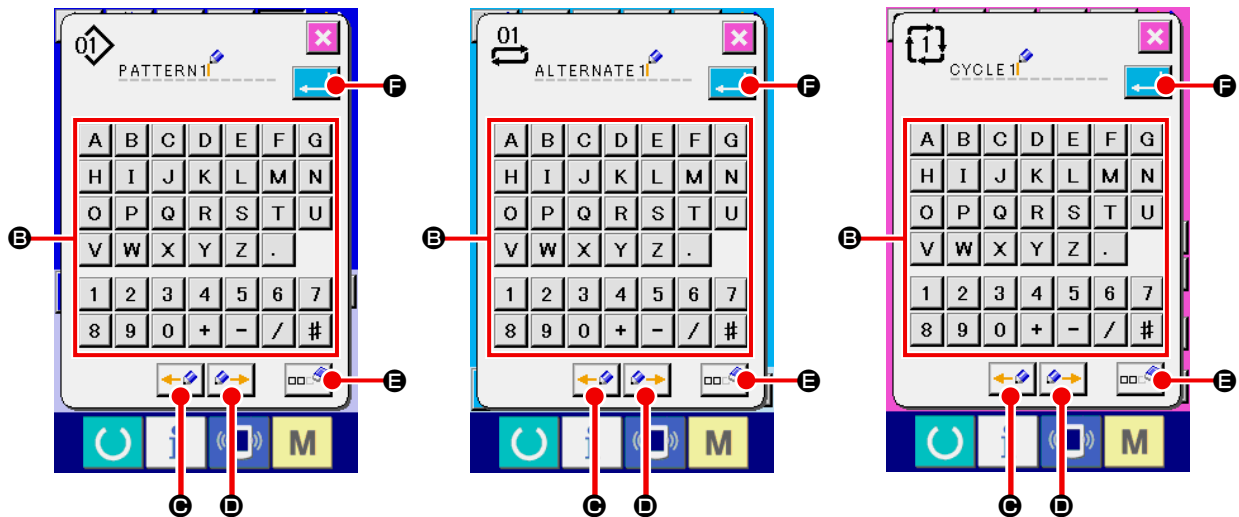 01
PATTERN1
F
A B C D E F G
H I J K L M N
O P Q R S T U
V W X Y Z .
1 2 3 4 5 6 7
8 9 0 + - / #
B
E
i M
C D
01
ALTERNATE1
F
A B C D E F G
H I J K L M N
O P Q R S T U
V W X Y Z .
1 2 3 4 5 6 7
8 9 0 + - / #
B
E
i M
C D
1
CYCLE1
F
A B C D E F G
H I J K L M N
O P Q R S T U
V W X Y Z .
1 2 3 4 5 6 7
8 9 0 + - / #
B
E
i M
C D